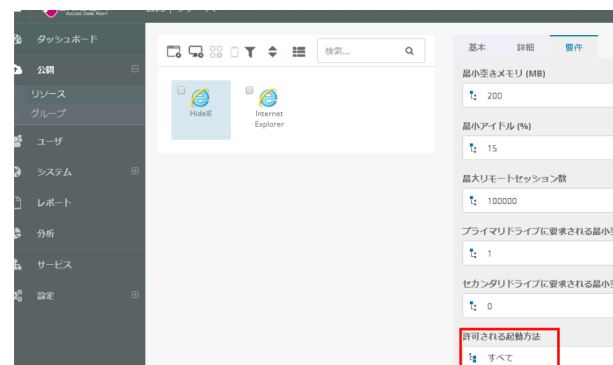 ダッシュボード
公開
リソース
グループ
ユーザ
システム
レポート
分析
サービス
設定
検索...
HideIE
Internet
Explorer
基本
詳細
要件
最小空きメモリ (MB)
200
最小アイドル (%)
15
最大リモートセッション数
100000
プライマリドライブに要求される最小
1
セカンダリドライブに要求される最小
0
許可される起動方法
すべて